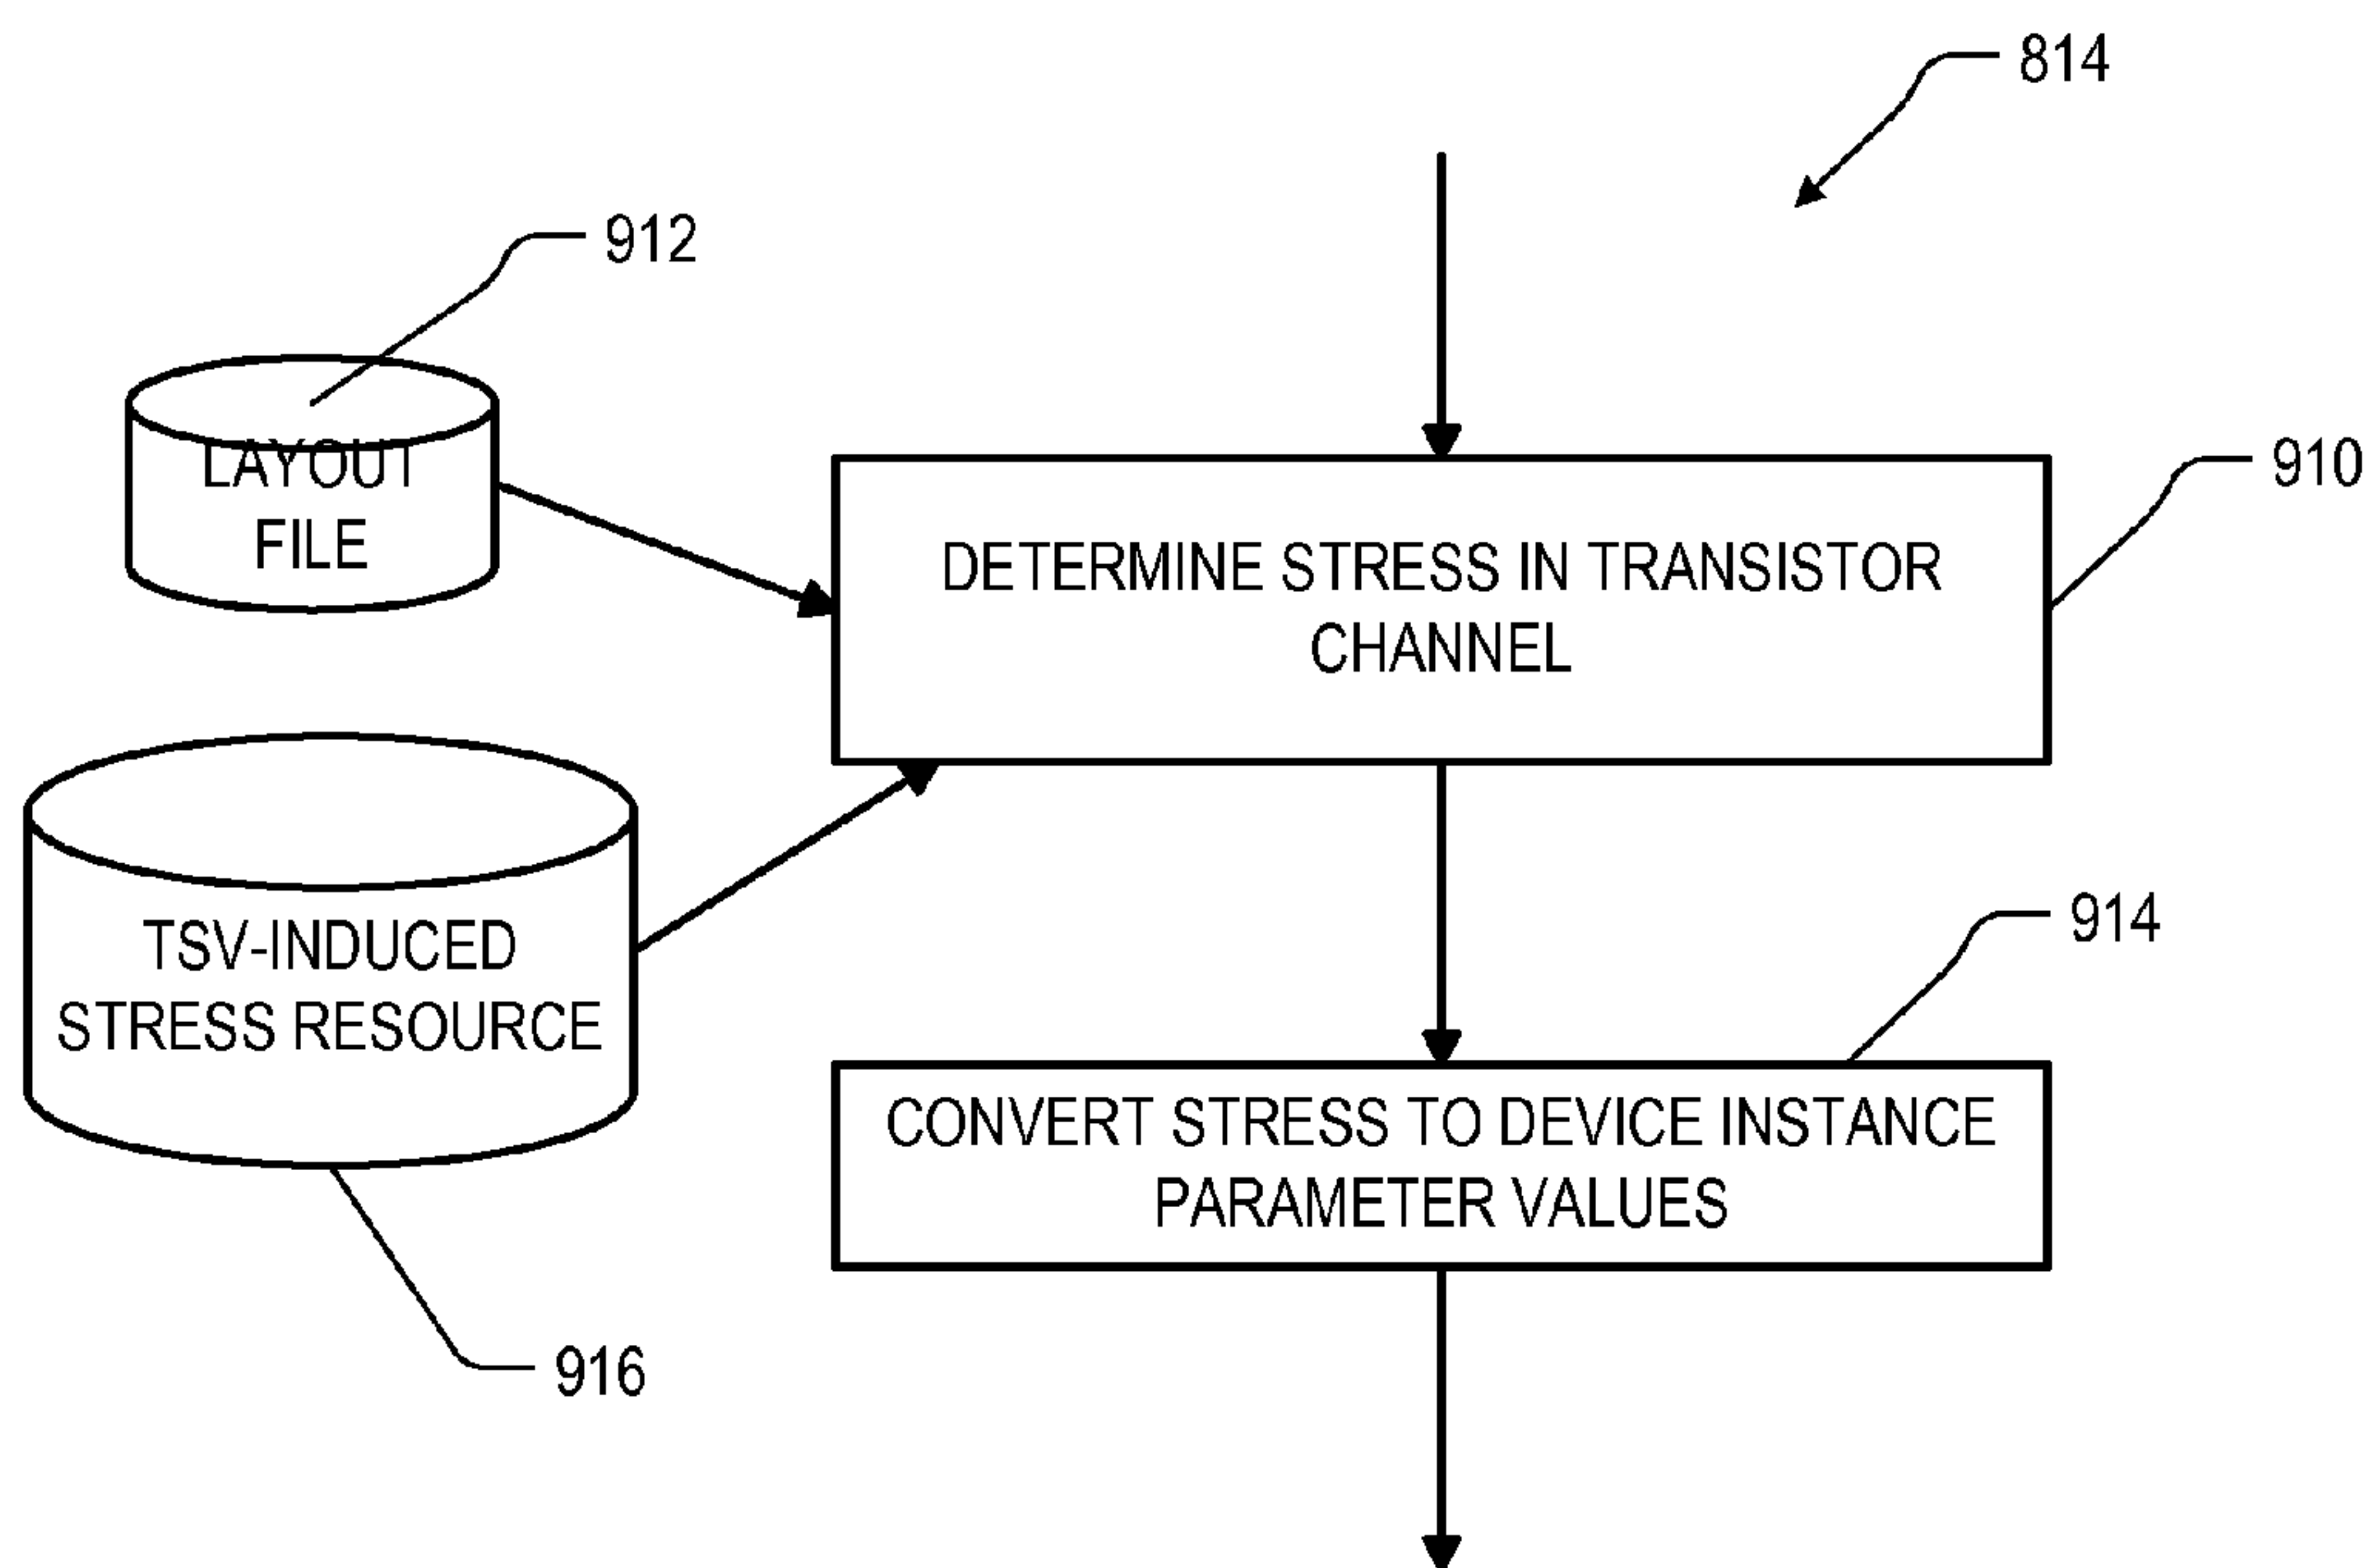 814
912
LAYOUT
FILE
910
DETERMINE STRESS IN TRANSISTOR
CHANNEL
TSV-INDUCED
STRESS RESOURCE
914
CONVERT STRESS TO DEVICE INSTANCE
PARAMETER VALUES
916